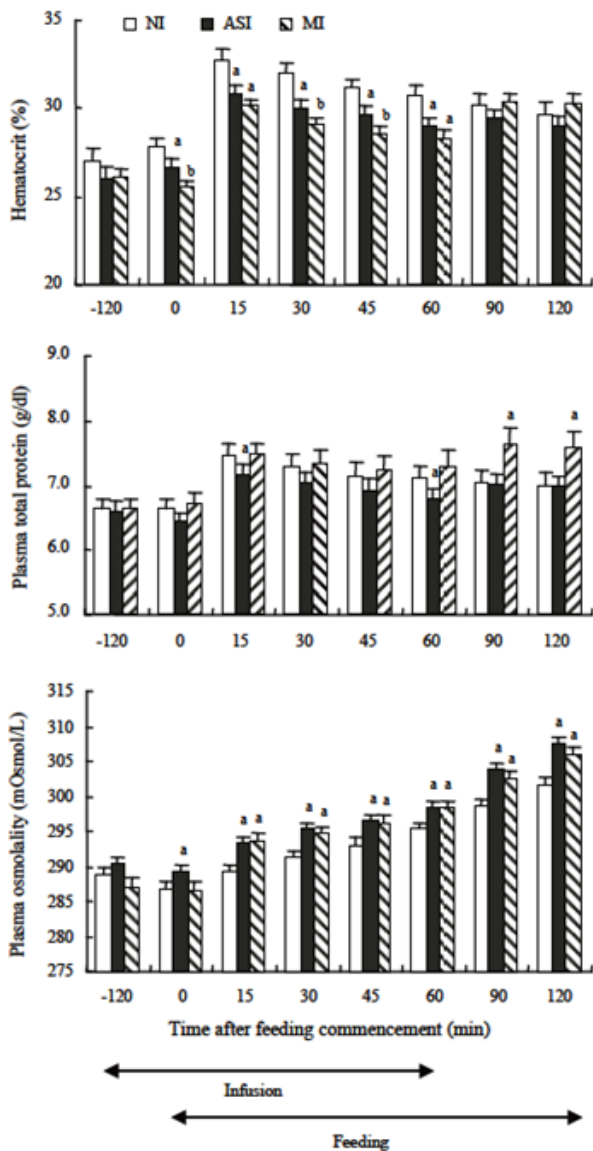 NI ASI MI
Hematocrit (%)
35
30
25
20
a a a b a b a b a a
-120 0 15 30 45 60 90 120
Plasma total protein (g/dl)
9.0
8.0
7.0
6.0
5.0
a a a a
-120 0 15 30 45 60 90 120
Plasma osmolality (mOsmol/L)
315
310
305
300
295
290
285
280
275
a a a a a a a a a a a a a
-120 0 15 30 45 60 90 120
Time after feeding commencement (min)
Infusion
Feeding